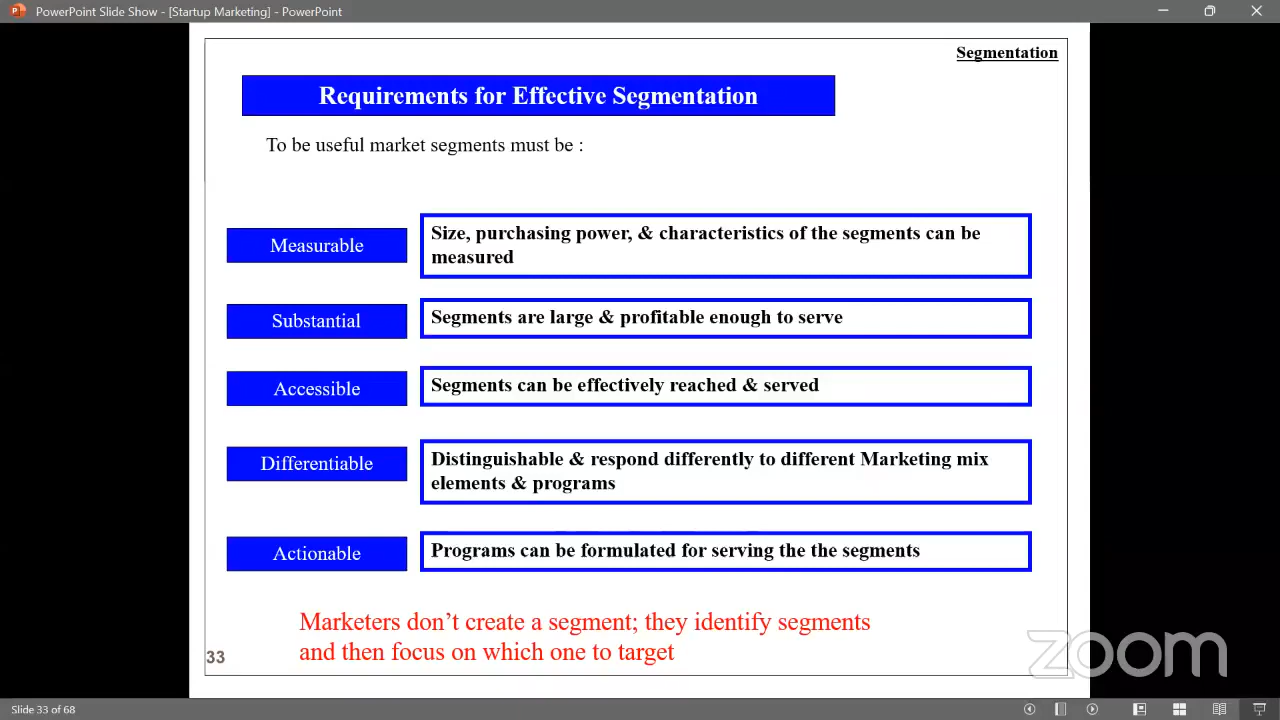 PowerPoint Slide Show - [Startup Marketing] - PowerPoint
Segmentation
Requirements for Effective Segmentation
To be useful market segments must be :
Measurable
Size, purchasing power, & characteristics of the segments can be
measured
Substantial
Segments are large & profitable enough to serve
Accessible
Segments can be effectively reached & served
Differentiable
Distinguishable & respond differently to different Marketing mix
elements & programs
Actionable
Programs can be formulated for serving the the segments
Marketers don’t create a segment; they identify segments
and then focus on which one to target
33
zoom
Slide 33 of 68